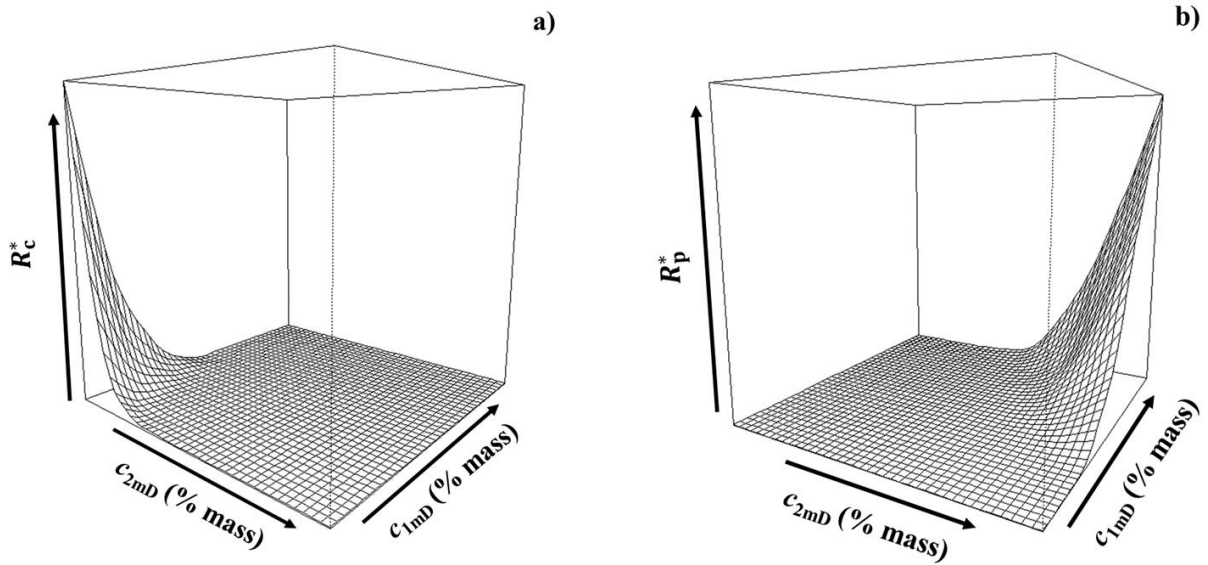 a)
R*c
c2mD (% mass)
c1mD (% mass)
b)
R*p
c2mD (% mass)
c1mD (% mass)